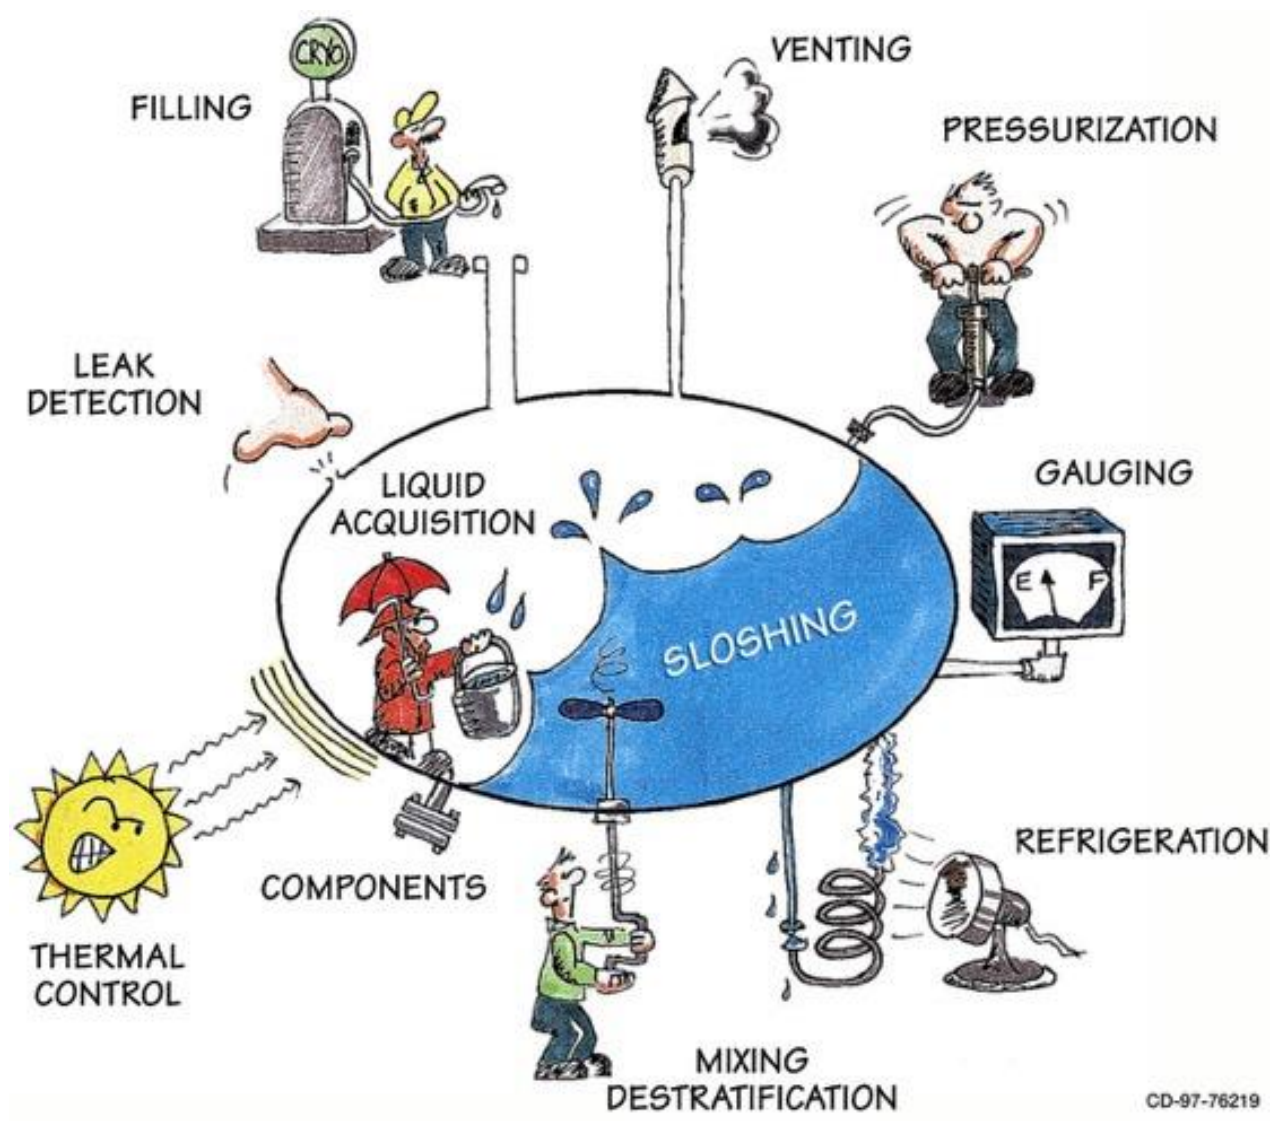 CRYO
VENTING
FILLING
PRESSURIZATION
LEAK
DETECTION
LIQUID
ACQUISITION
GAUGING
E F
SLOSHING
REFRIGERATION
COMPONENTS
THERMAL
CONTROL
MIXING
DESTRATIFICATION
CD-97-76219